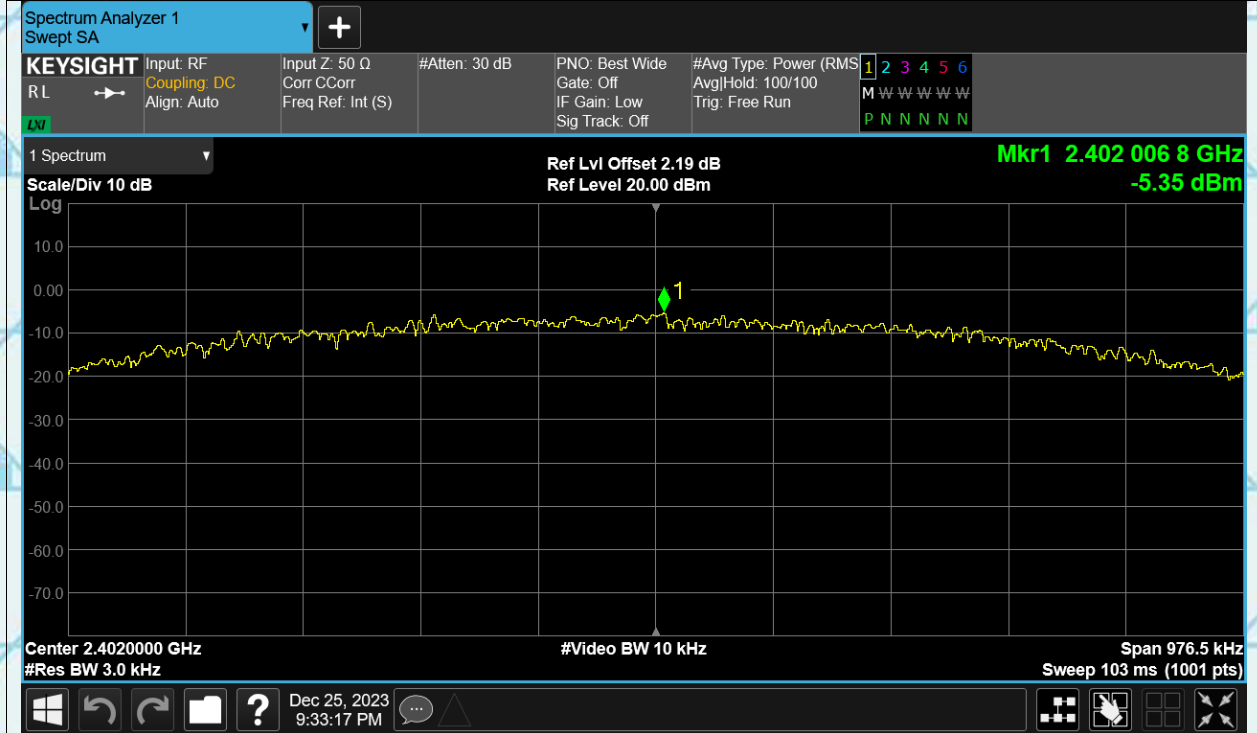 Spectrum Analyzer 1
Swept SA
KEYSIGHT
R L
LXI
Input: RF
Coupling: DC
Align: Auto
Input Z: 50 Ω
Corr CCorr
Freq Ref: Int (S)
#Atten: 30 dB
PNO: Best Wide
Gate: Off
IF Gain: Low
Sig Track: Off
#Avg Type: Power (RMS
Avg|Hold: 100/100
Trig: Free Run
1 2 3 4 5 6
M W W W W W
P N N N N N
1 Spectrum
Scale/Div 10 dB
Log
Ref Lvl Offset 2.19 dB
Ref Level 20.00 dBm
Mkr1 2.402 006 8 GHz
-5.35 dBm
10.0
0.00
1
-10.0
-20.0
-30.0
-40.0
-50.0
-60.0
-70.0
Center 2.4020000 GHz
#Res BW 3.0 kHz
#Video BW 10 kHz
Span 976.5 kHz
Sweep 103 ms (1001 pts)
?
Dec 25, 2023
9:33:17 PM